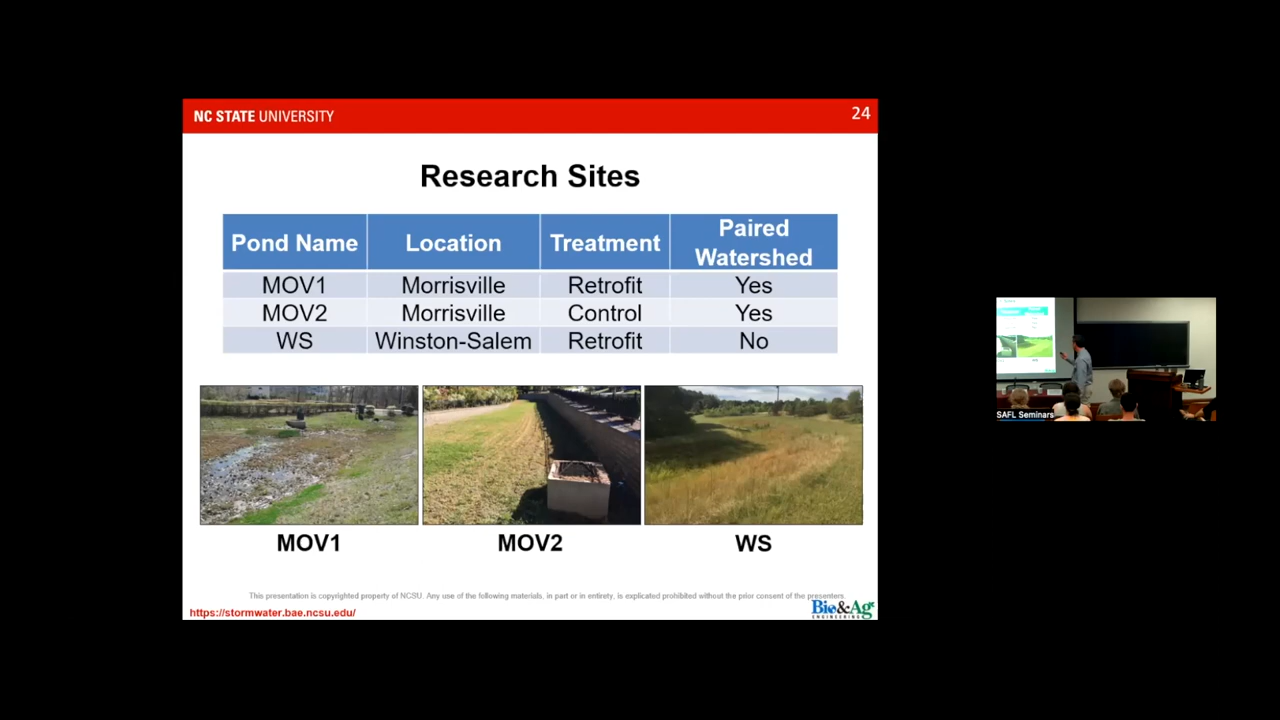 NC STATE UNIVERSITY
24
Research Sites
Pond Name Location Treatment Paired Watershed
MOV1 Morrisville Retrofit Yes
MOV2 Morrisville Control Yes
WS Winston-Salem Retrofit No
MOV1 MOV2 WS
This presentation is copyrighted property of NCSU. Any use of the following materials, in part or in entirety, is explicated prohibited without the prior consent of the presenters.
https://stormwater.bae.ncsu.edu/
Bio&Ag
ENGINEERING
SAFL Seminars